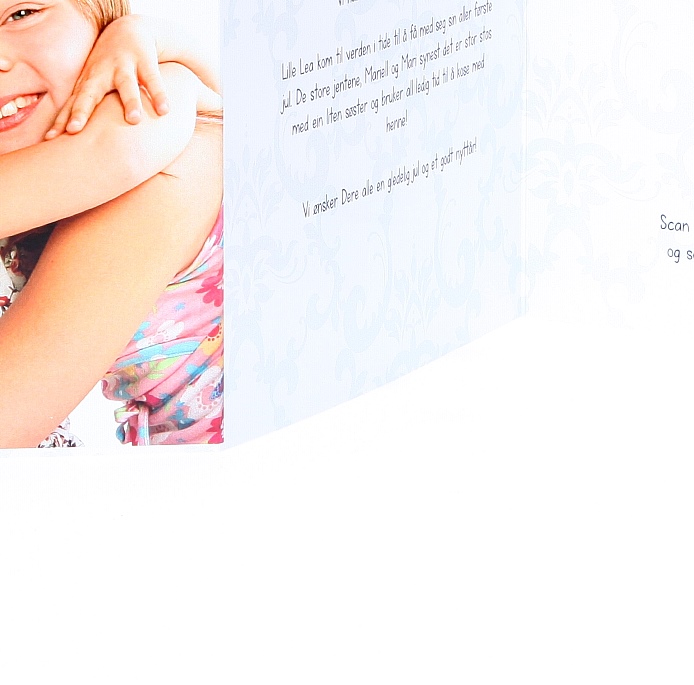 Lille Lea kom til verden i tide til å få med seg sin aller første
jul. De store jentene, Mariell og Mari synest det er stor stas
med ein liten søster og bruker all ledig tid til å kose med
henne!
Vi ønsker Dere alle en gledelig jul og et godt nyttår!
Scan
og